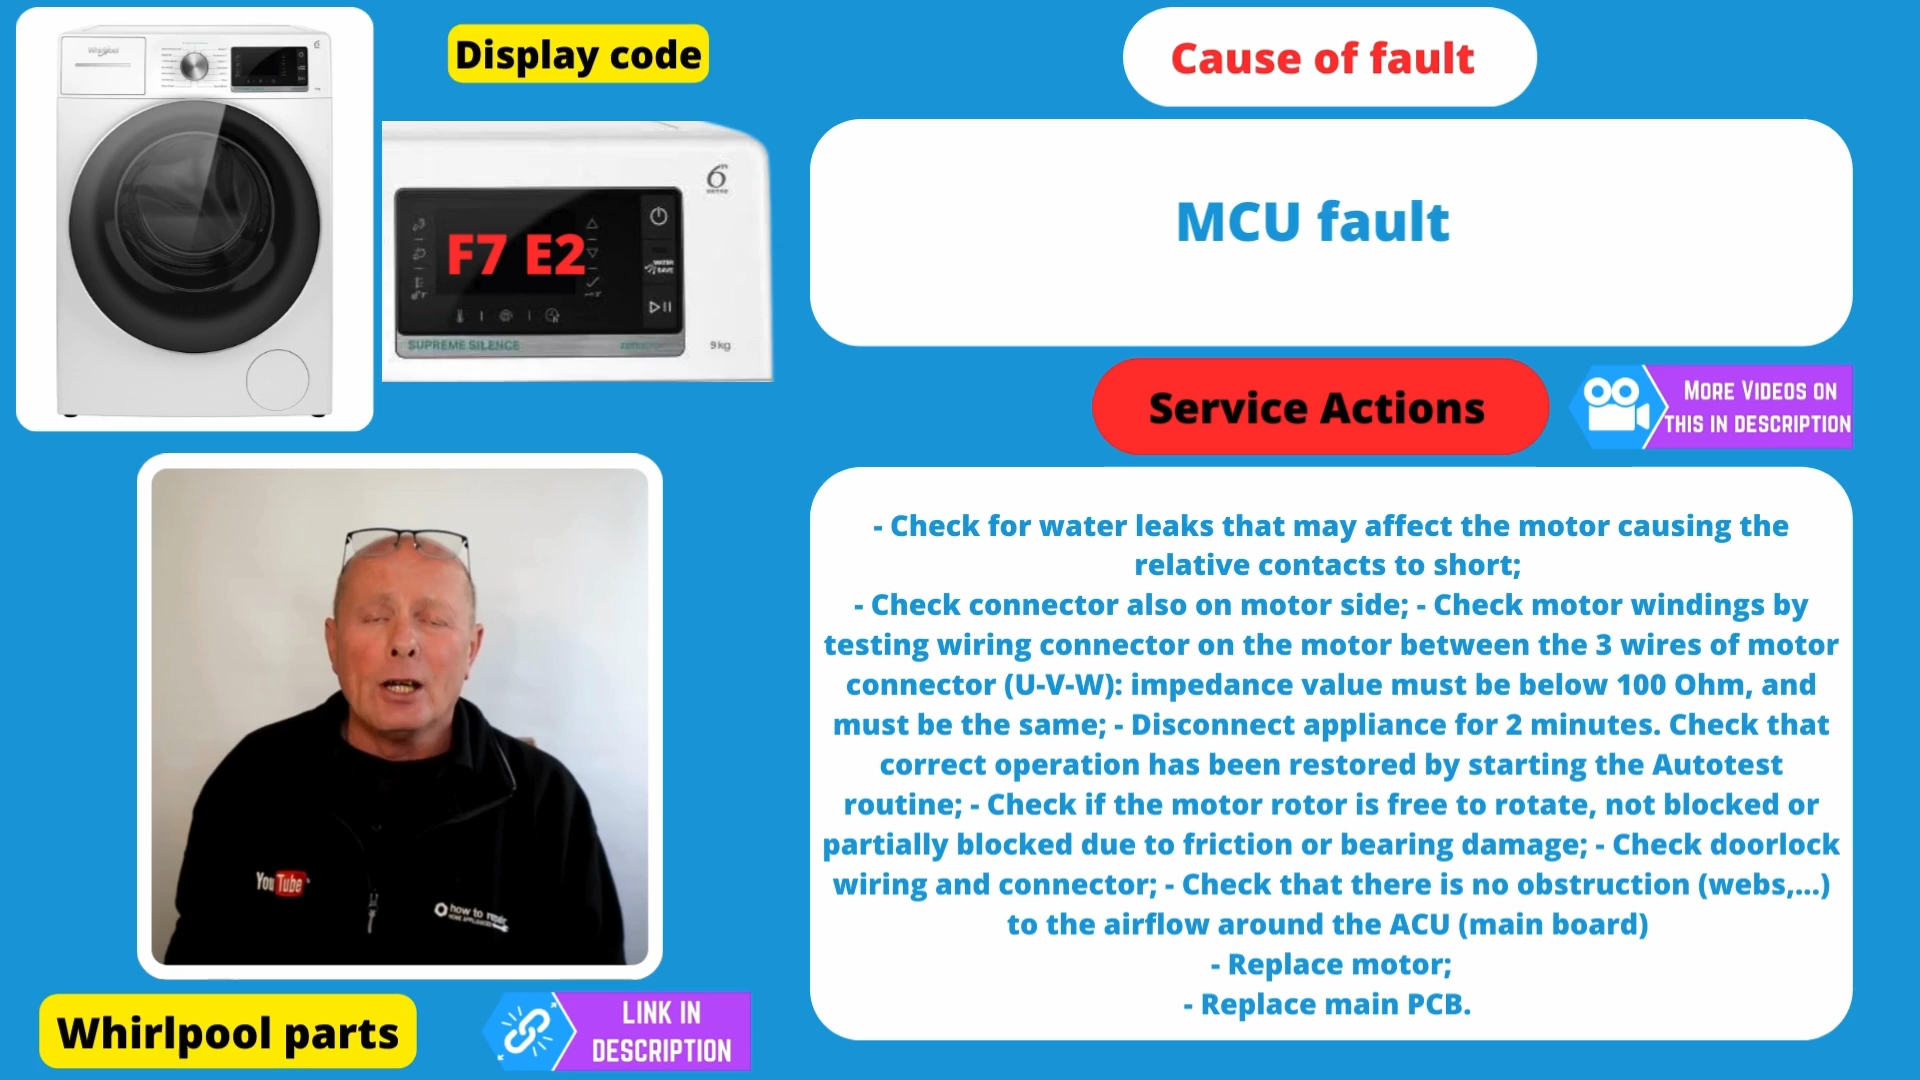 Whirlpool
Display code
6th
sense
F7 E2
SUPREME SILENCE
9 kg
Cause of fault
MCU fault
Service Actions
MORE VIDEOS ON
THIS IN DESCRIPTION
- Check for water leaks that may affect the motor causing the
relative contacts to short;
- Check connector also on motor side; - Check motor windings by
testing wiring connector on the motor between the 3 wires of motor
connector (U-V-W): impedance value must be below 100 Ohm, and
must be the same; - Disconnect appliance for 2 minutes. Check that
correct operation has been restored by starting the Autotest
routine; - Check if the motor rotor is free to rotate, not blocked or
partially blocked due to friction or bearing damage; - Check doorlock
wiring and connector; - Check that there is no obstruction (webs,...)
to the airflow around the ACU (main board)
- Replace motor;
- Replace main PCB.
YouTube
how to repair
HOME APPLIANCES
Whirlpool parts
LINK IN
DESCRIPTION